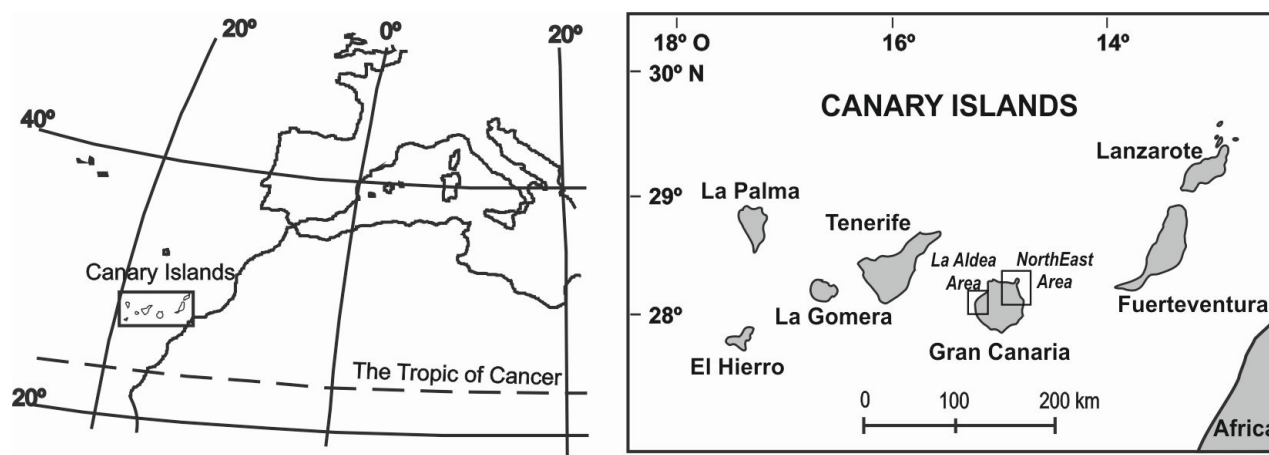 20º
0º
20º
40º
Canary Islands
The Tropic of Cancer
20º
18º O
16º
14º
30º N
CANARY ISLANDS
Lanzarote
29º
La Palma
Tenerife
La Aldea
Area
NorthEast
Area
Fuerteventura
28º
La Gomera
El Hierro
Gran Canaria
0
100
200 km
Africa